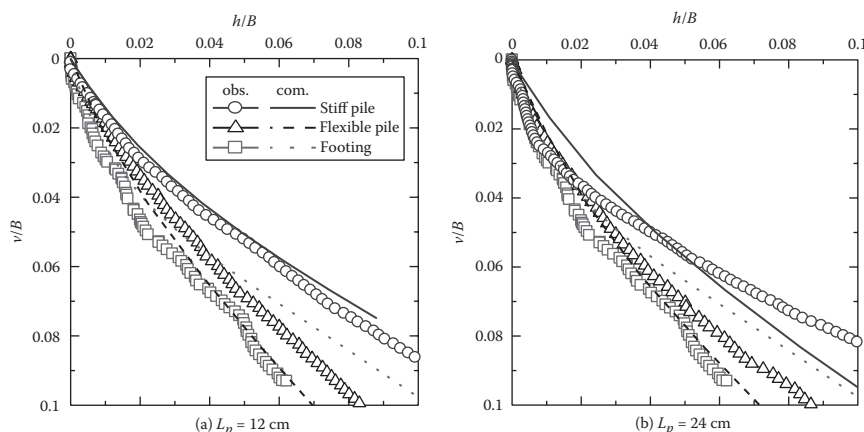 h/B
h/B
0 0.02 0.04 0.06 0.08 0.1
0 0.02 0.04 0.06 0.08 0.1
0
0.02
0.04
0.06
0.08
0.1
v/B
obs. com.
Stiff pile
Flexible pile
Footing
0
0.02
0.04
0.06
0.08
0.1
v/B
(a) Lp = 12 cm
(b) Lp = 24 cm